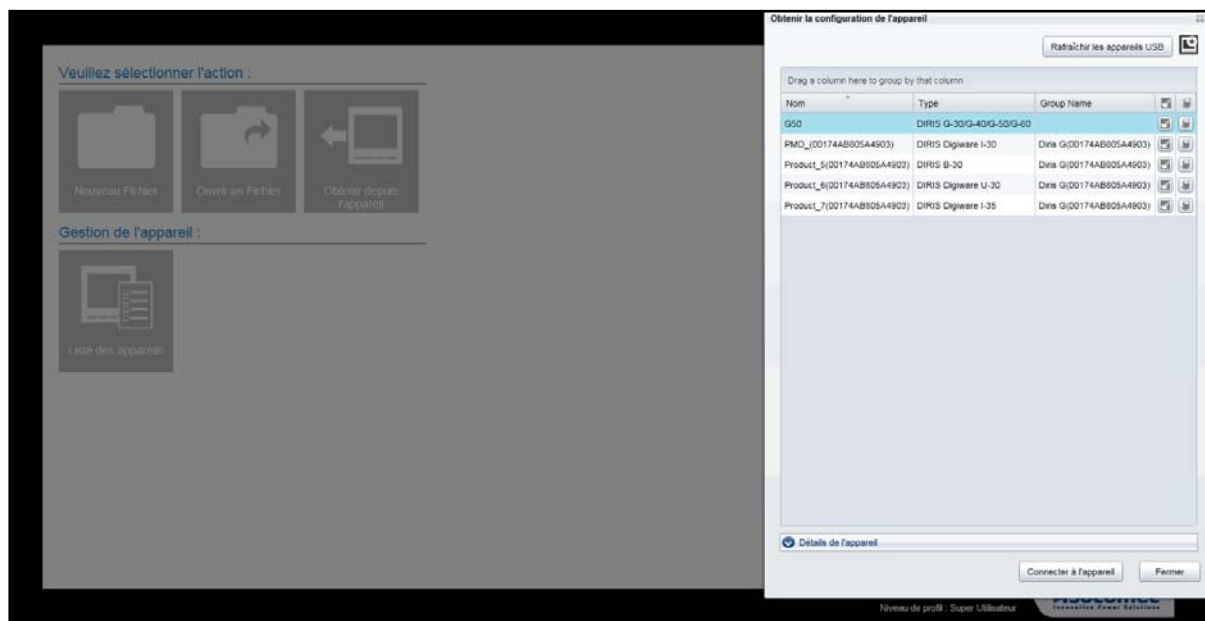 Obtenir la configuration de l'appareil
Rafraîchir les appareils USB
Veuillez sélectionner l'action :
Nouveau Fichier
Ouvrir un Fichier
Obtenir depuis l'appareil
Gestion de l'appareil :
Liste des appareils
Drag a column here to group by that column
Nom Type Group Name
G50 DIRIS G-30/G-40/G-50/G-60
PMD_(00174AB805A4903) DIRIS Digiware I-30 Diris G(00174AB805A4903)
Product_5(00174AB805A4903) DIRIS B-30 Diris G(00174AB805A4903)
Product_6(00174AB805A4903) DIRIS Digiware U-30 Diris G(00174AB805A4903)
Product_7(00174AB805A4903) DIRIS Digiware I-35 Diris G(00174AB805A4903)
Détails de l'appareil
Connecter à l'appareil
Fermer
Niveau de profil : Super Utilisateur
Innovative Power Solutions